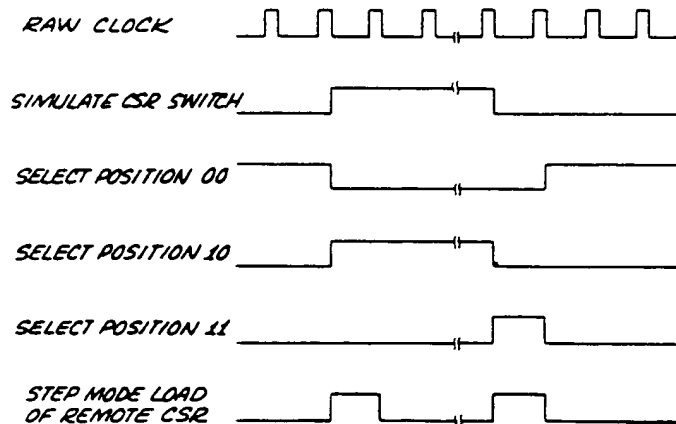 RAW CLOCK
SIMULATE CSR SWITCH
SELECT POSITION 00
SELECT POSITION 10
SELECT POSITION 11
STEP MODE LOAD
OF REMOTE CSR